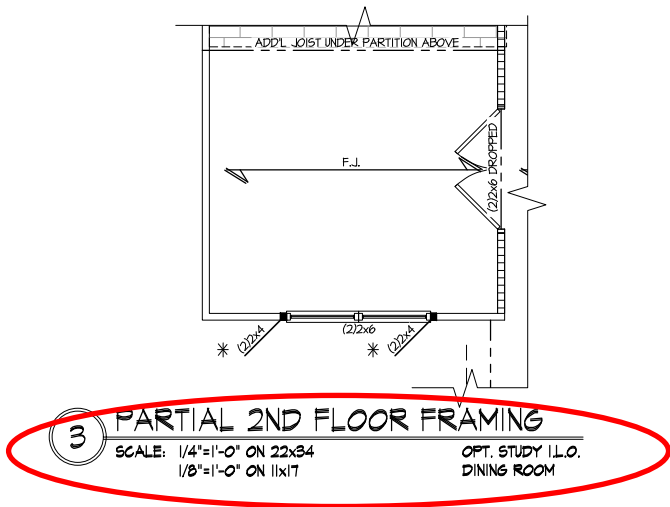 ADD'L JOIST UNDER PARTITION ABOVE
F.J.
(2)2x6 DROPPED
(2)2x6
(2)2x4
(2)2x4
3
PARTIAL 2ND FLOOR FRAMING
SCALE: 1/4"=1'-0" ON 22x34
OPT. STUDY I.L.O.
1/8"=1'-0" ON 11x17
DINING ROOM